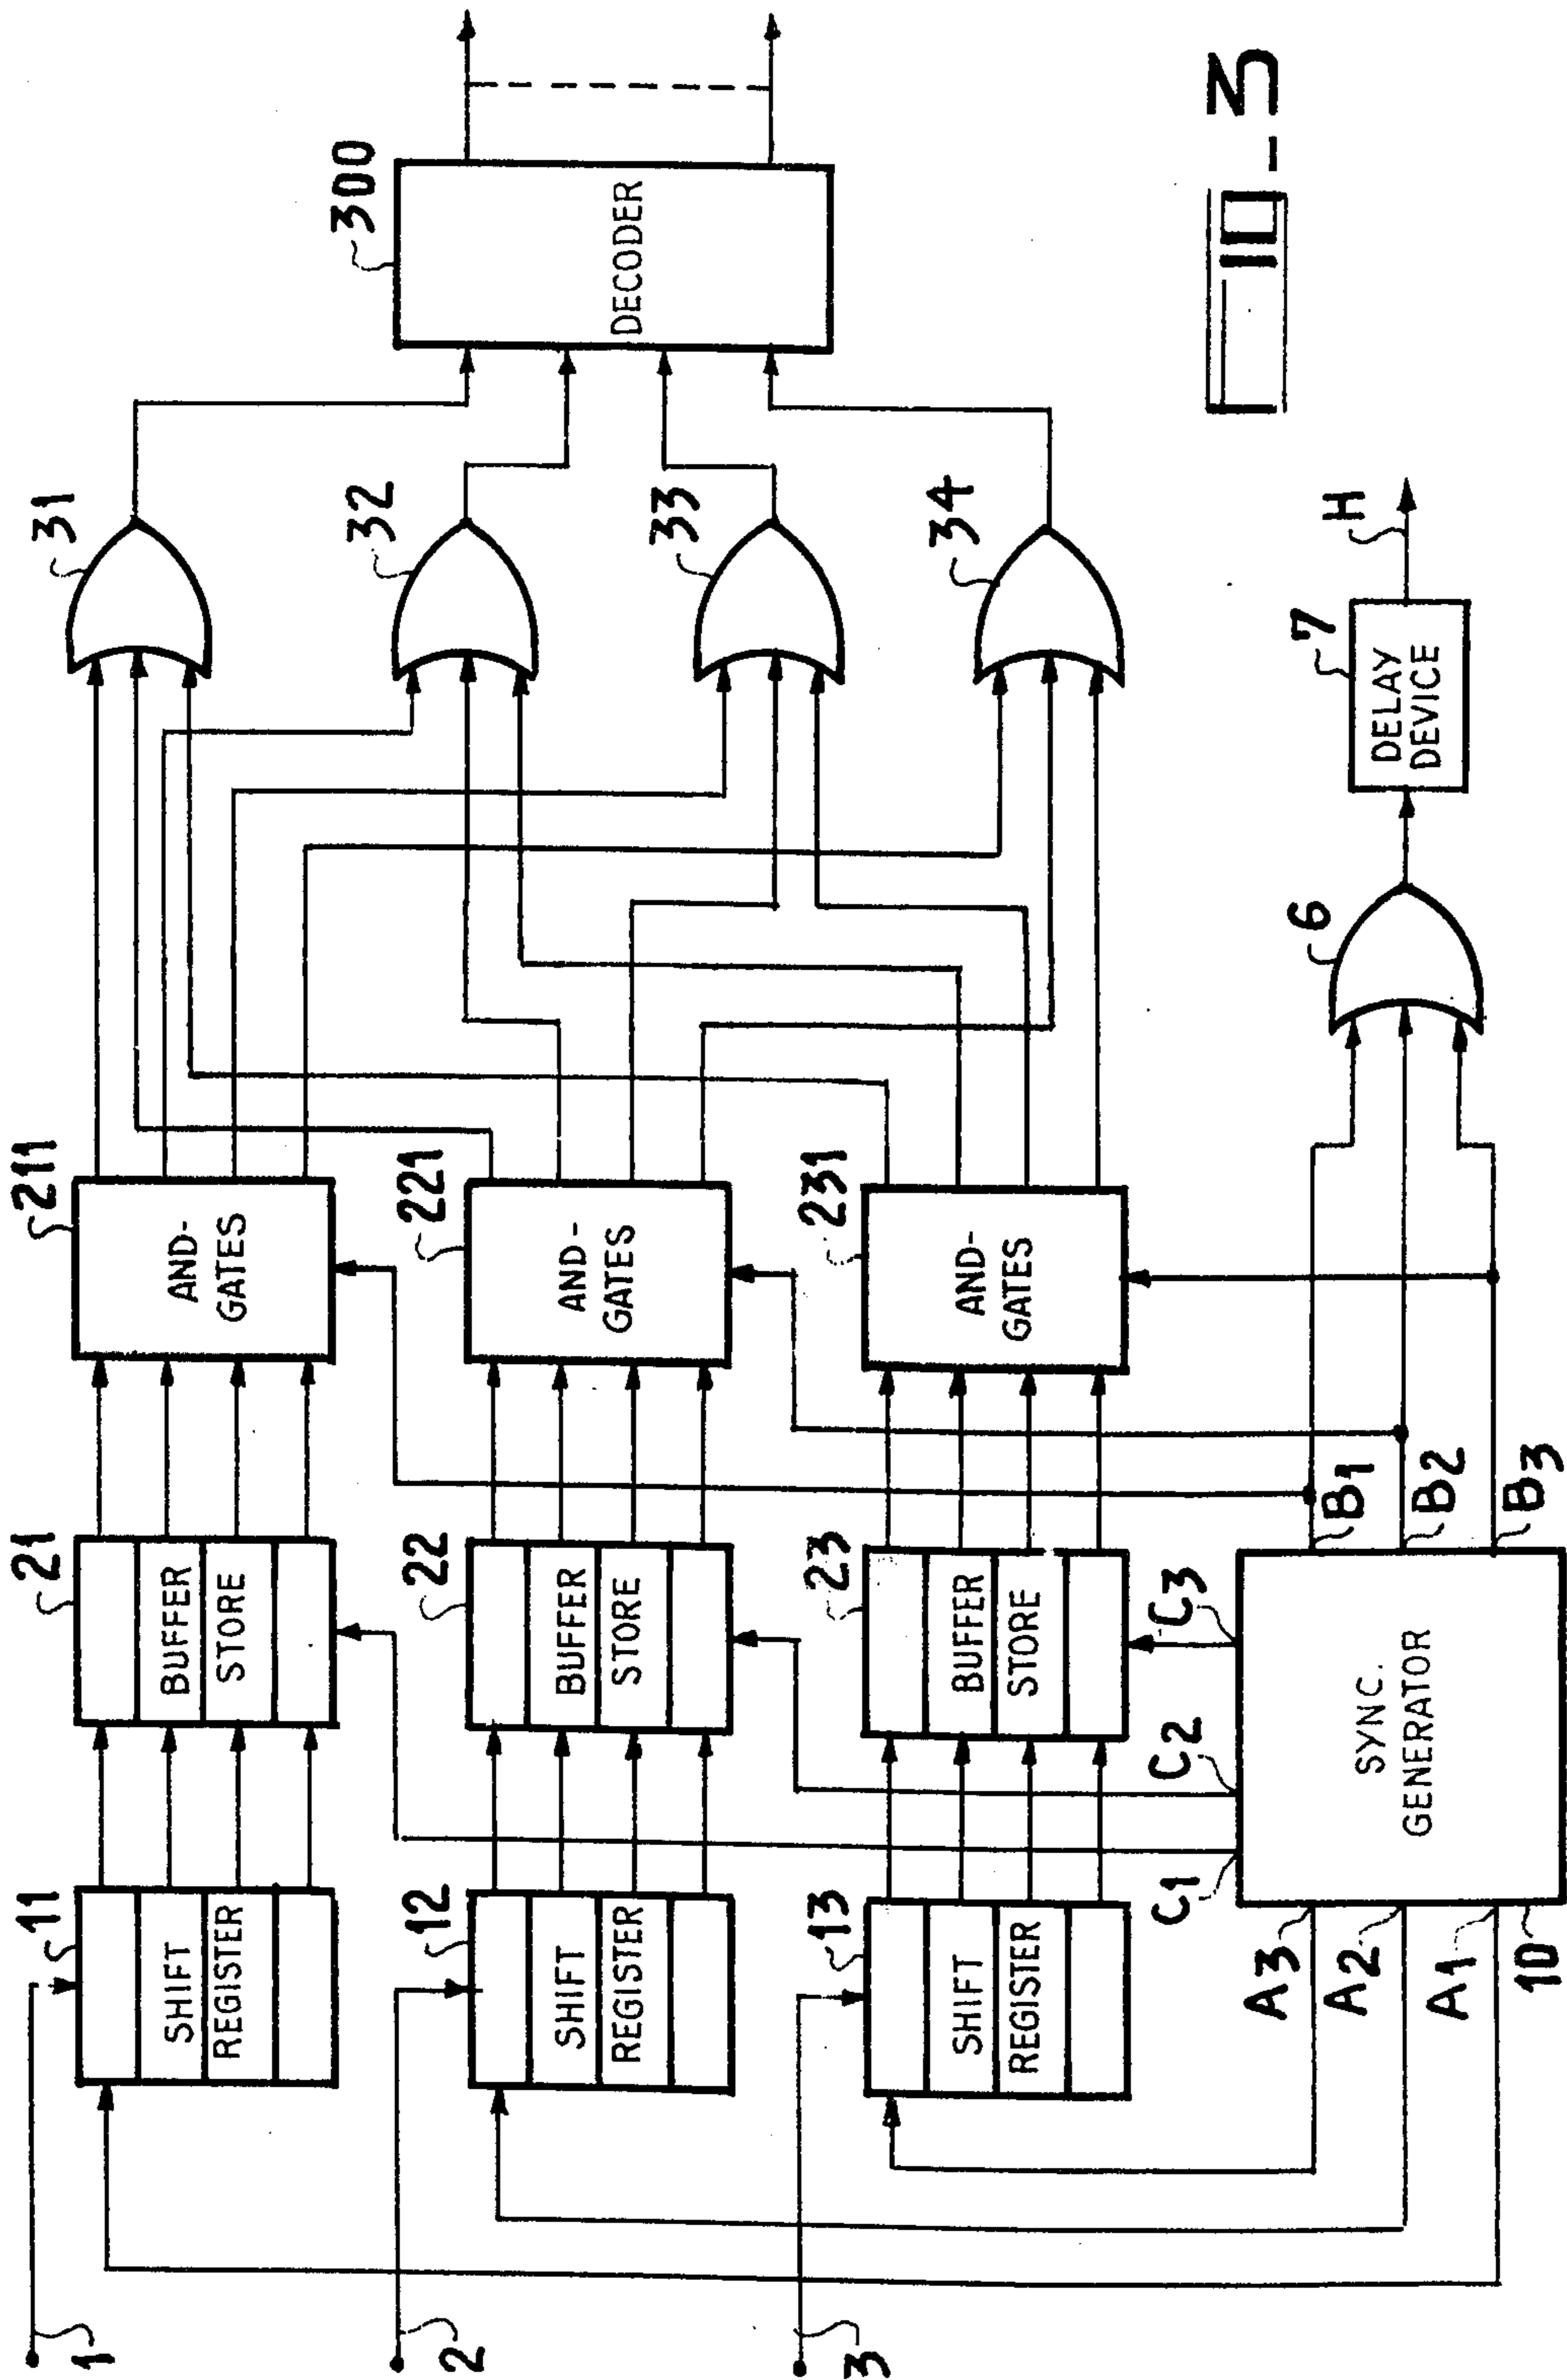 1
11
SHIFT
REGISTER
21
BUFFER
STORE
211
AND-
GATES
31
2
12
SHIFT
REGISTER
22
BUFFER
STORE
221
AND-
GATES
32
300
DECODER
33
3
13
SHIFT
REGISTER
23
BUFFER
STORE
231
AND-
GATES
34
C1
C2
C3
A3
A2
A1
10
SYNC.
GENERATOR
B1
B2
B3
6
7
DELAY
DEVICE
H
FIG_3